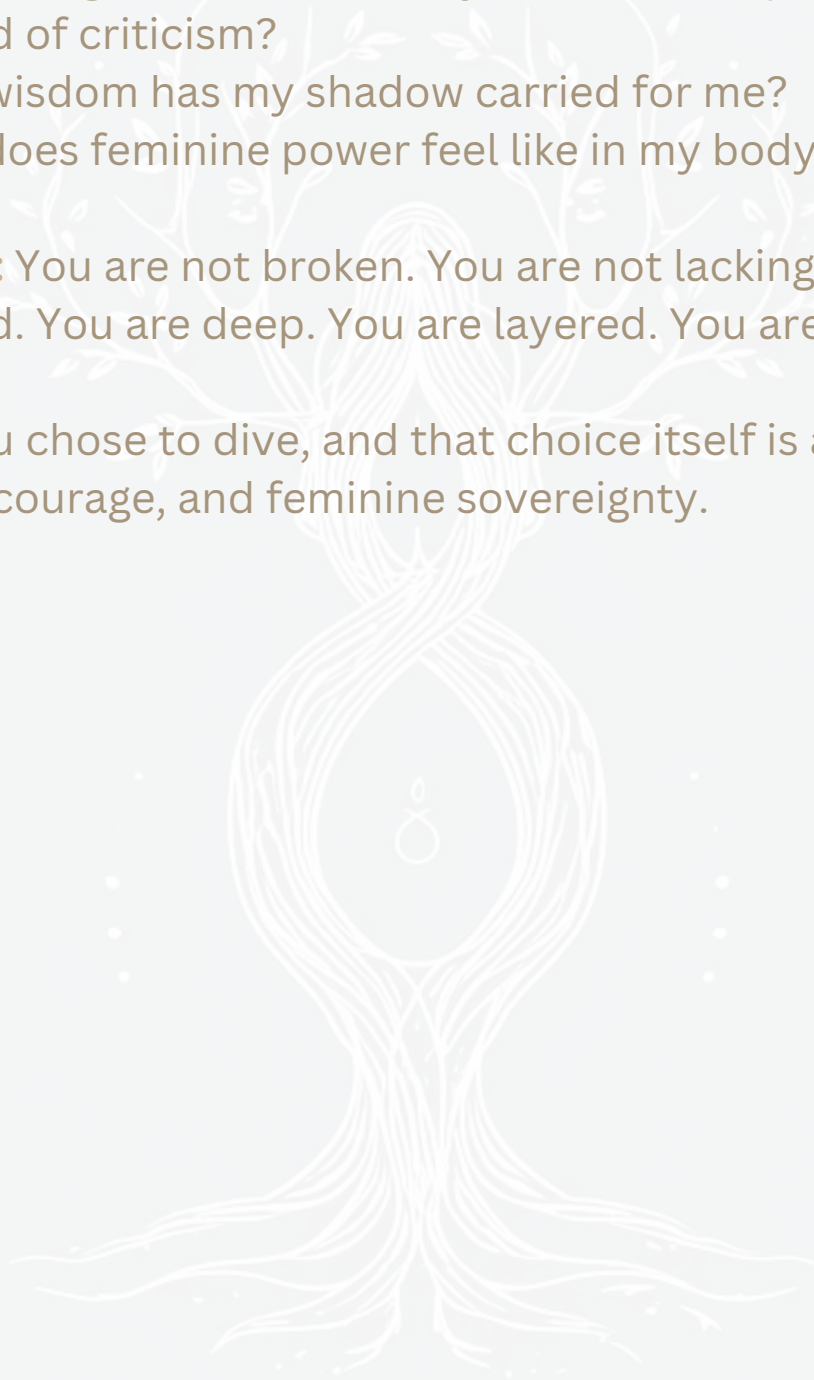 d of criticism?
wisdom has my shadow carried for me?
does feminine power feel like in my body
: You are not broken. You are not lacking
d. You are deep. You are layered. You are
u chose to dive, and that choice itself is a
courage, and feminine sovereignty.